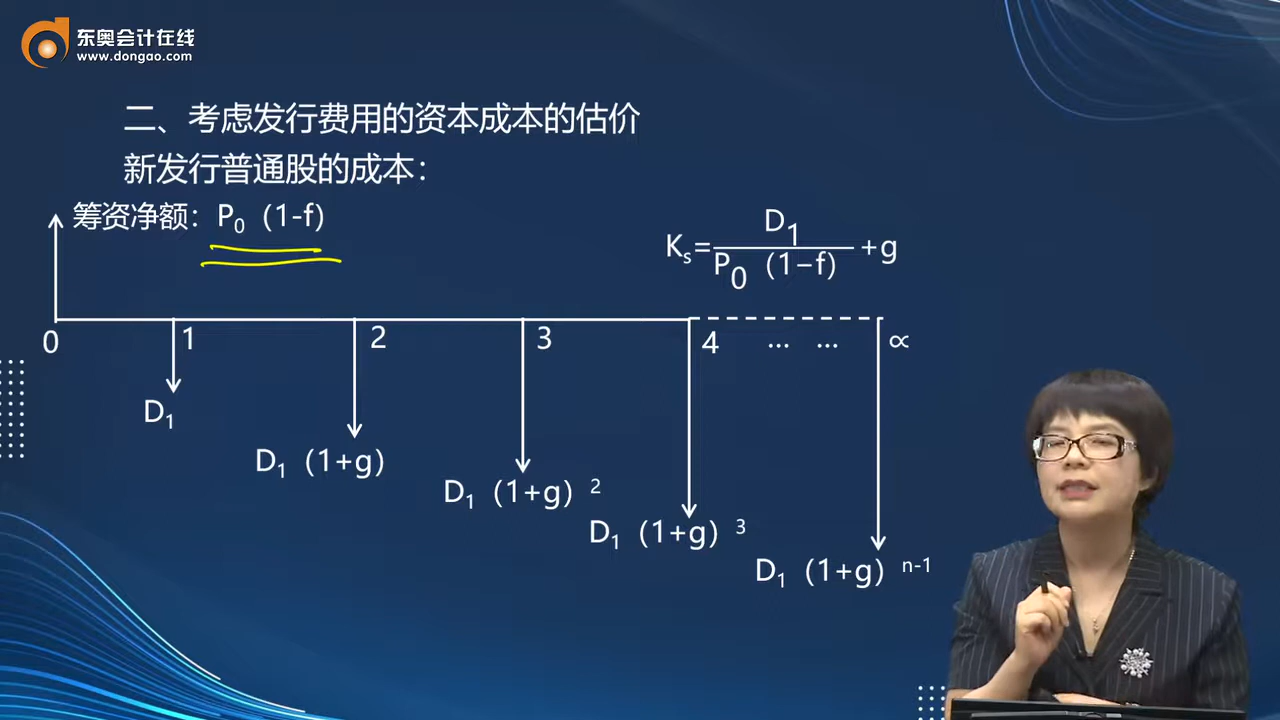 东奥会计在线
www.dongao.com
二、考虑发行费用的资本成本的估价
新发行普通股的成本：
筹资净额：P₀（1-f）
Kₛ=D₁/P₀（1−f）+g
0 1 2 3 4 … … ∝
D₁
D₁（1+g）
D₁（1+g）²
D₁（1+g）³
D₁（1+g）ⁿ⁻¹